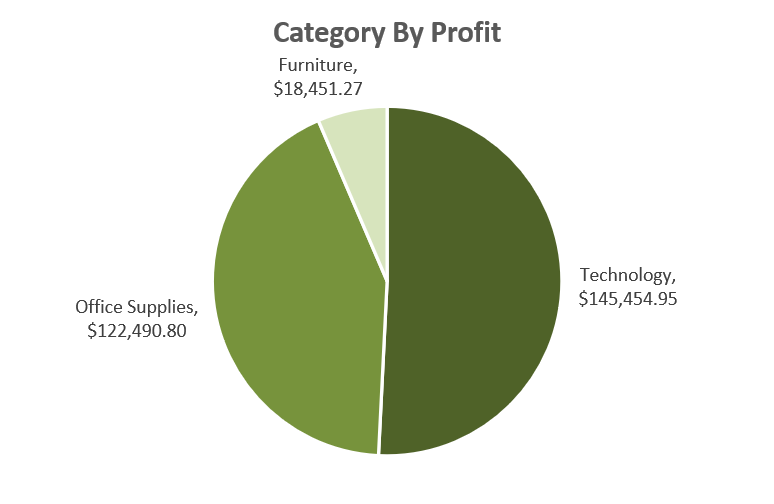 Category By Profit
Furniture,
$18,451.27
Technology,
$145,454.95
Office Supplies,
$122,490.80